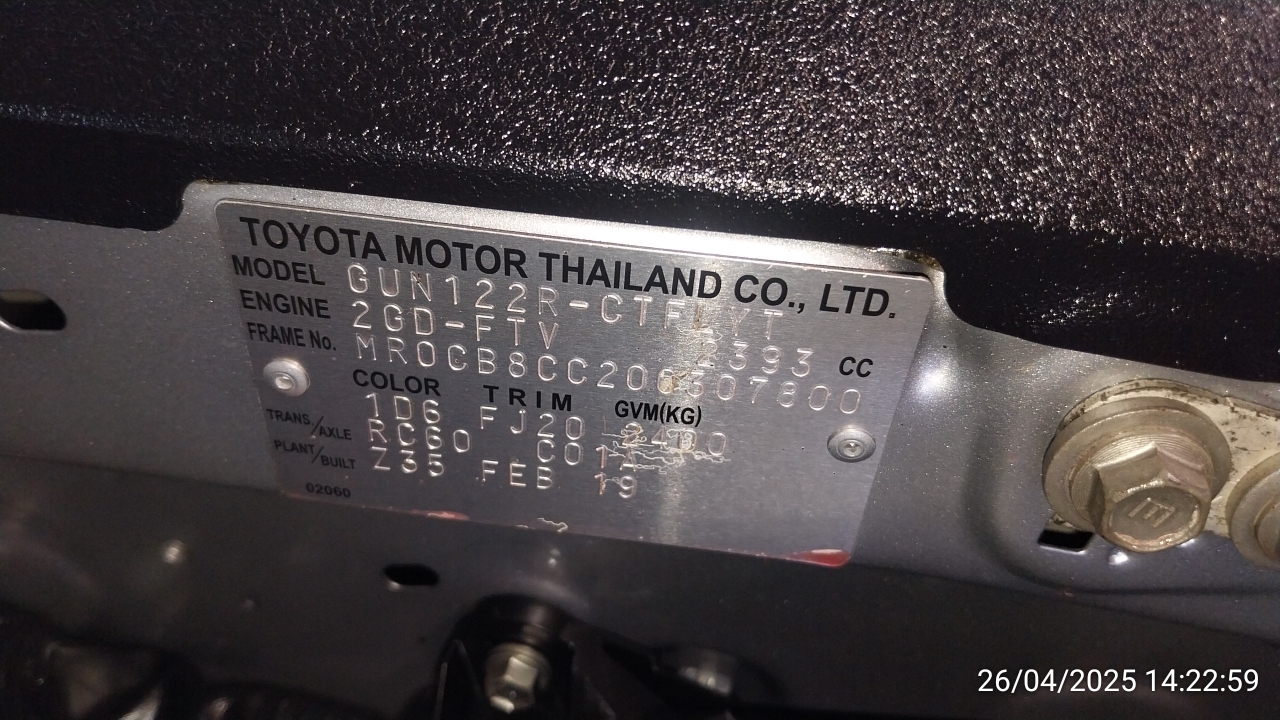 TOYOTA MOTOR THAILAND CO., LTD.
MODEL GUN122R-CTFLYT
ENGINE 2GD-FTV 2393 CC
FRAME No. MR0CB8CC200307800
COLOR TRIM GVM(KG)
1D6 FJ20
TRANS/AXLE RC60 C01
PLANT/BUILT Z35 FEB 19
02060
26/04/2025 14:22:59